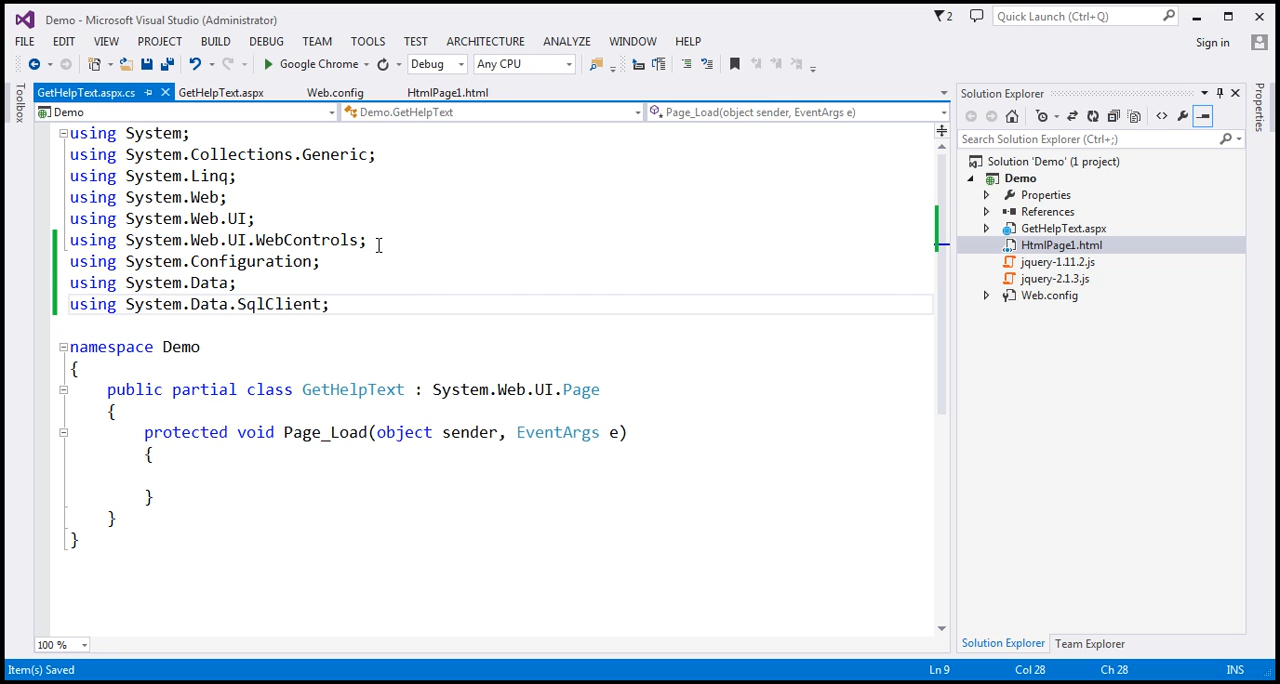 Demo - Microsoft Visual Studio (Administrator)
2
Quick Launch (Ctrl+Q)
FILE EDIT VIEW PROJECT BUILD DEBUG TEAM TOOLS TEST ARCHITECTURE ANALYZE WINDOW HELP
Sign in
Google Chrome Debug Any CPU
Toolbox
GetHelpText.aspx.cs GetHelpText.aspx Web.config HtmlPage1.html
Demo Demo.GetHelpText Page_Load(object sender, EventArgs e)
using System;
using System.Collections.Generic;
using System.Linq;
using System.Web;
using System.Web.UI;
using System.Web.UI.WebControls;
using System.Configuration;
using System.Data;
using System.Data.SqlClient;
namespace Demo
{
public partial class GetHelpText : System.Web.UI.Page
{
protected void Page_Load(object sender, EventArgs e)
{
}
}
}
100 %
Solution Explorer
Search Solution Explorer (Ctrl+;)
Solution 'Demo' (1 project)
Demo
Properties
References
GetHelpText.aspx
HtmlPage1.html
jquery-1.11.2.js
jquery-2.1.3.js
Web.config
Solution Explorer Team Explorer
Properties
Item(s) Saved Ln 9 Col 28 Ch 28 INS